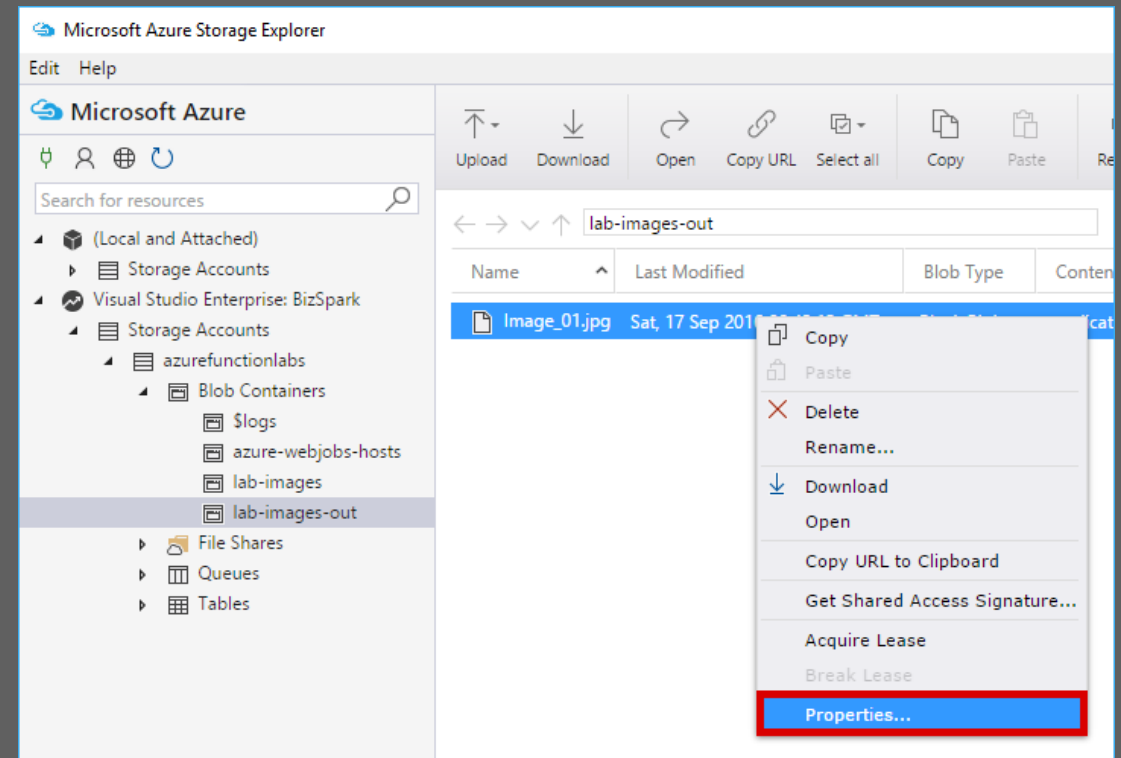 Microsoft Azure Storage Explorer
Edit Help
Microsoft Azure
Search for resources
(Local and Attached)
Storage Accounts
Visual Studio Enterprise: BizSpark
Storage Accounts
azurefunctionlabs
Blob Containers
$logs
azure-webjobs-hosts
lab-images
lab-images-out
File Shares
Queues
Tables
Upload Download Open Copy URL Select all Copy Paste Re
lab-images-out
Name Last Modified Blob Type Conten
Image_01.jpg Sat, 17 Sep
Copy
Paste
Delete
Rename...
Download
Open
Copy URL to Clipboard
Get Shared Access Signature...
Acquire Lease
Break Lease
Properties...